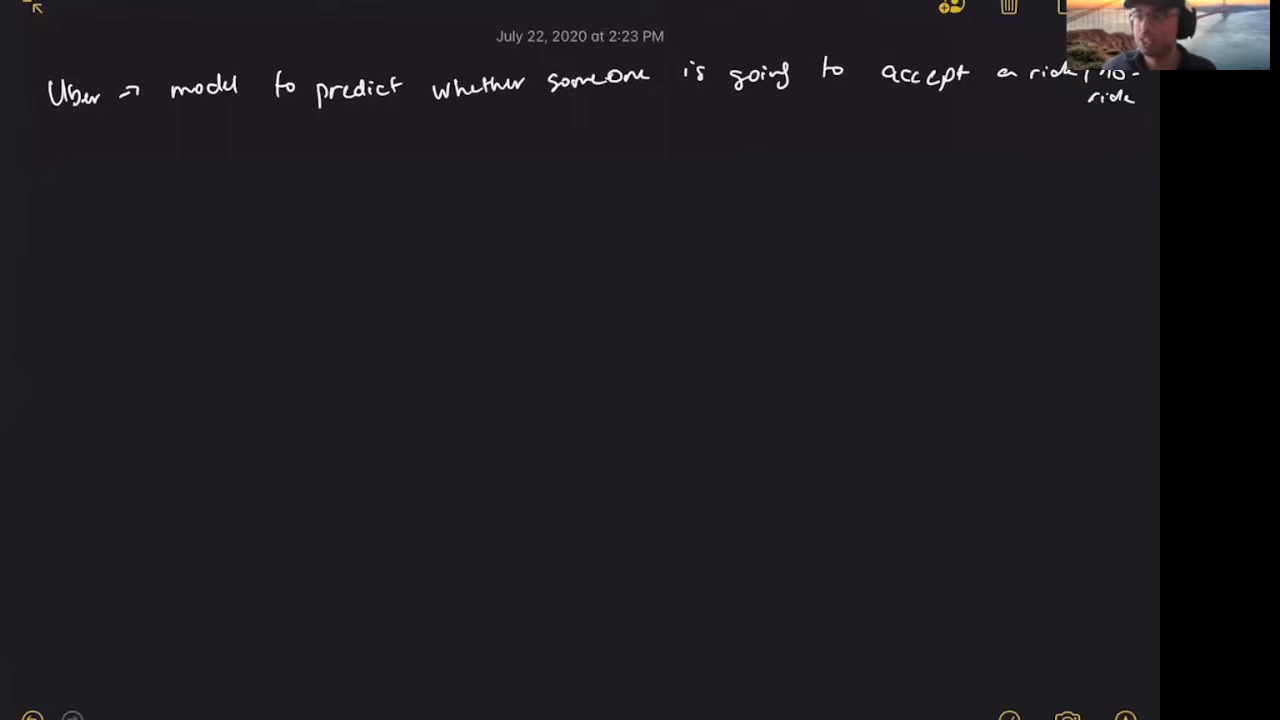 July 22, 2020 at 2:23 PM
Uber → model to predict whether someone is going to accept a ride / no-
ride